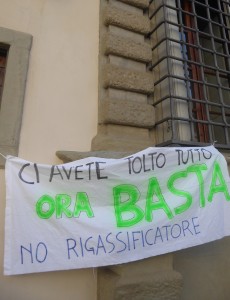 CI AVETE TOLTO TUTTO
ORA BASTA
NO RIGASSIFICATORE